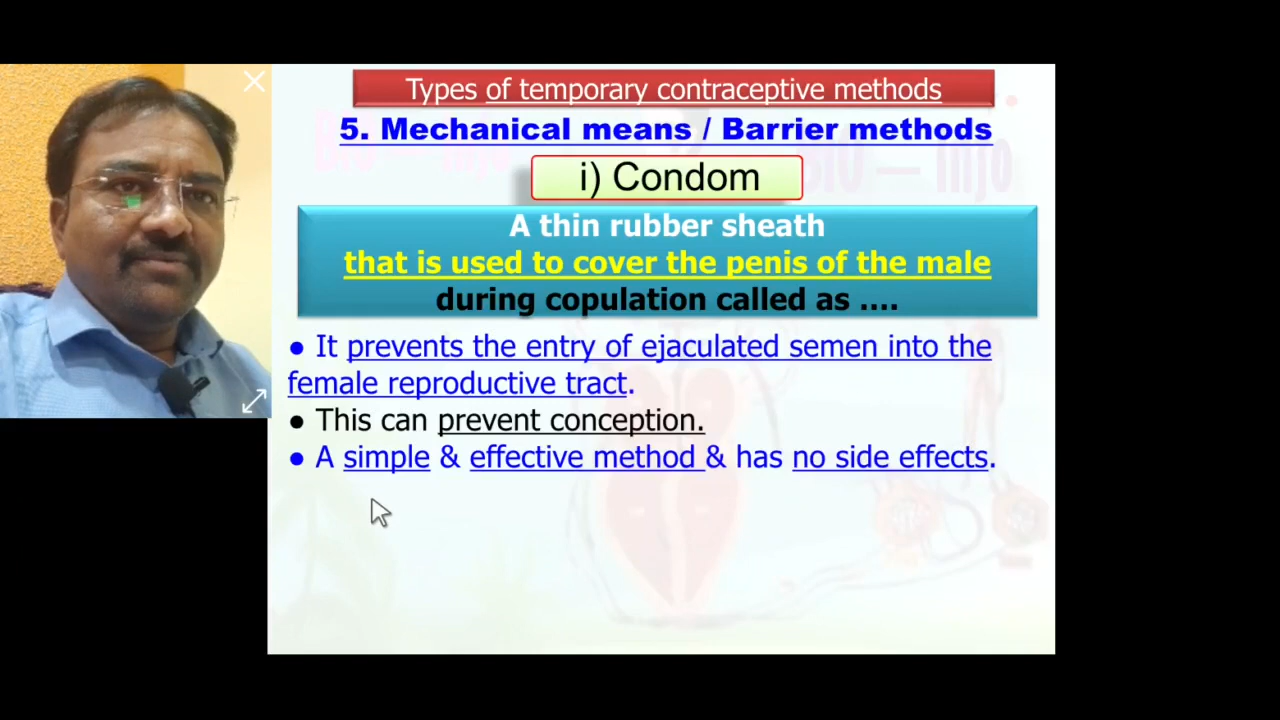 Types of temporary contraceptive methods
5. Mechanical means / Barrier methods
i) Condom
A thin rubber sheath
that is used to cover the penis of the male
during copulation called as ....
● It prevents the entry of ejaculated semen into the
female reproductive tract.
● This can prevent conception.
● A simple & effective method & has no side effects.